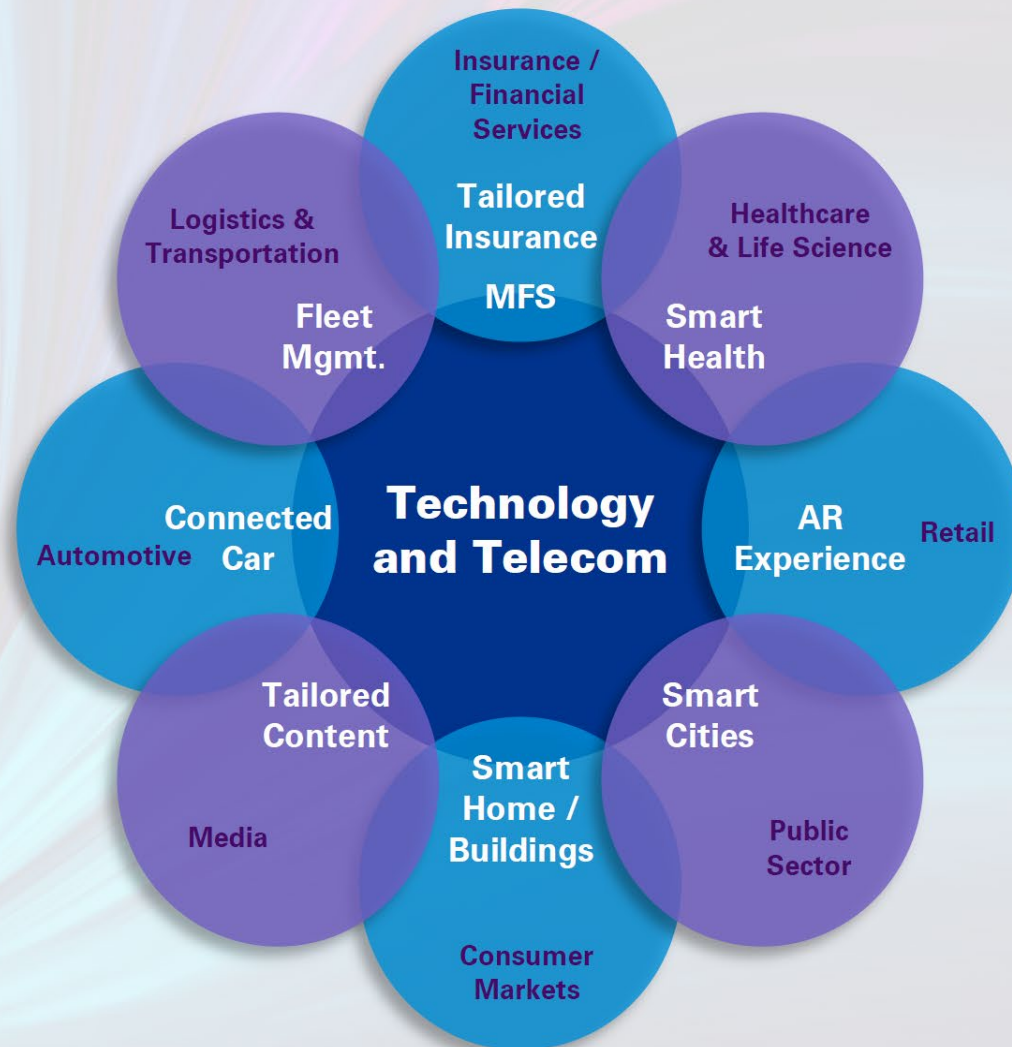 Insurance /
Financial
Services
Tailored
Insurance
MFS
Logistics &
Transportation
Fleet
Mgmt.
Healthcare
& Life Science
Smart
Health
Automotive
Connected
Car
Technology
and Telecom
AR
Experience
Retail
Tailored
Content
Media
Smart
Home /
Buildings
Consumer
Markets
Smart
Cities
Public
Sector